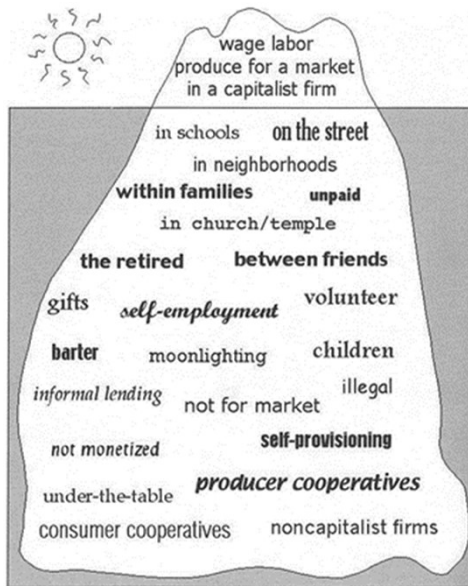 wage labor
produce for a market
in a capitalist firm
in schools on the street
in neighborhoods
within families unpaid
in church/temple
the retired between friends
gifts self-employment volunteer
barter moonlighting children
informal lending not for market illegal
not monetized self-provisioning
under-the-table producer cooperatives
consumer cooperatives noncapitalist firms